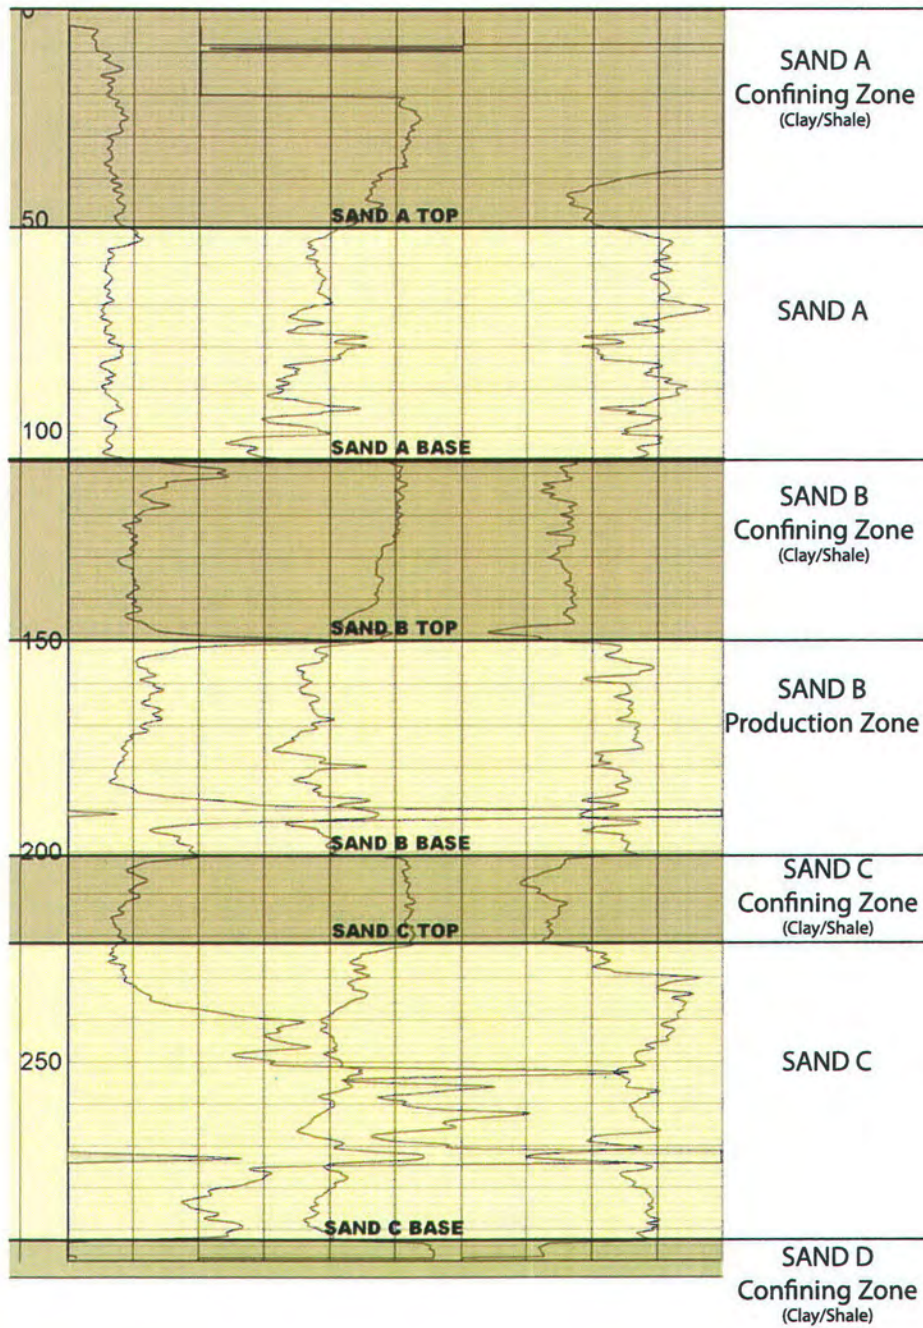 0
SAND A
Confining Zone
(Clay/Shale)
SAND A TOP
50
SAND A
100
SAND A BASE
SAND B
Confining Zone
(Clay/Shale)
SAND B TOP
150
SAND B
Production Zone
SAND B BASE
200
SAND C
Confining Zone
(Clay/Shale)
SAND C TOP
250
SAND C
SAND C BASE
SAND D
Confining Zone
(Clay/Shale)